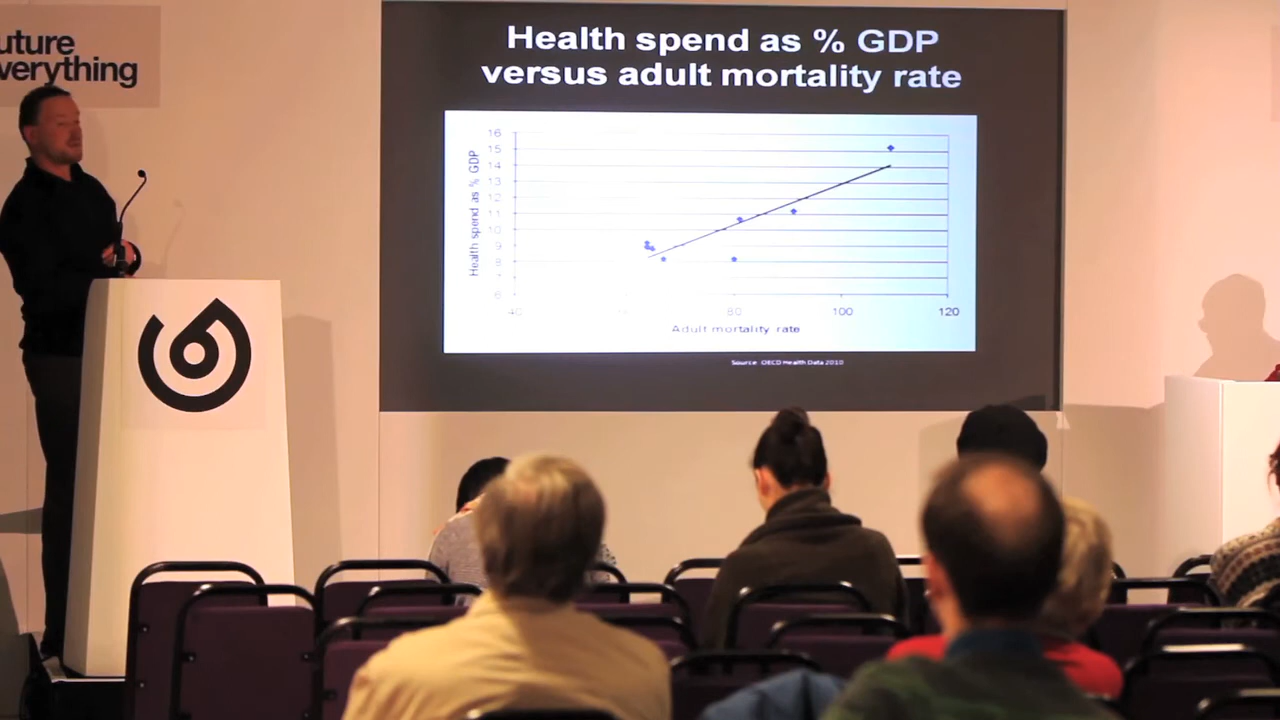 uture
verything
Health spend as % GDP
versus adult mortality rate
Health spend as % GDP
16
15
14
13
12
11
10
9
8
7
6
40
80
100
120
Adult mortality rate
Source: OECD Health Data 2010